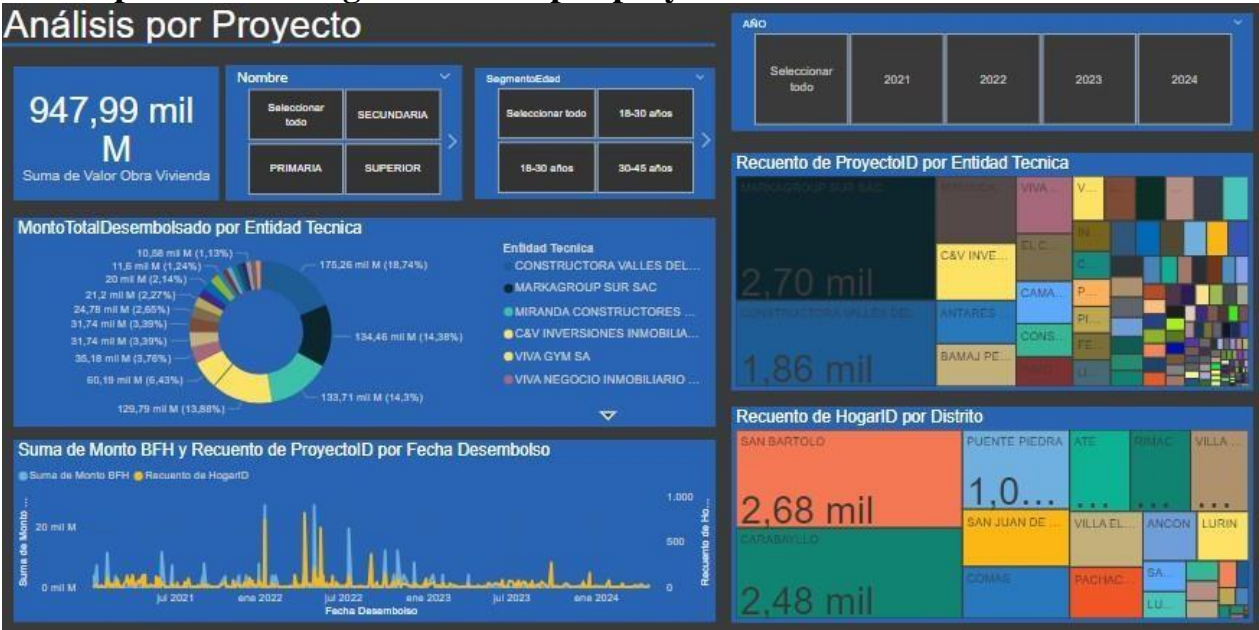 Análisis por Proyecto
947,99 mil
M
Suma de Valor Obra Vivienda
Nombre
Seleccionar
todo
SECUNDARIA
PRIMARIA
SUPERIOR
SegmentoEdad
Seleccionar todo
18-30 años
18-30 años
30-45 años
AÑO
Seleccionar
todo
2021
2022
2023
2024
MontoTotalDesembolsado por Entidad Tecnica
10,58 mil M (1,13%)
11,6 mil M (1,24%)
20 mil M (2,14%)
21,2 mil M (2,27%)
24,78 mil M (2,65%)
31,74 mil M (3,39%)
31,74 mil M (3,39%)
35,18 mil M (3,76%)
60,19 mil M (6,43%)
129,79 mil M (13,88%)
175,26 mil M (18,74%)
134,46 mil M (14,38%)
133,71 mil M (14,3%)
Entidad Tecnica
CONSTRUCTORA VALLES DEL...
MARKAGROUP SUR SAC
MIRANDA CONSTRUCTORES ...
C&V INVERSIONES INMOBILIA...
VIVA GYM SA
VIVA NEGOCIO INMOBILIARIO ...
Recuento de ProyectoID por Entidad Tecnica
MARKAGROUP SUR SAC
2,70 mil
CONSTRUCTORA VALLES DEL...
1,86 mil
MIRANDA...
C&V INVE...
ANTARES ...
BAMAJ PE...
VIVA ...
EL C...
CAMA...
CONS...
V...
IN...
C...
P...
PI...
FE...
LI...
Suma de Monto BFH y Recuento de ProyectoID por Fecha Desembolso
Suma de Monto BFH
Recuento de HogarID
Suma de Monto ...
20 mil M
0 mil M
1.000
500
0
Recuento de Ho...
jul 2021
ene 2022
jul 2022
ene 2023
jul 2023
ene 2024
Fecha Desembolso
Recuento de HogarID por Distrito
SAN BARTOLO
2,68 mil
CARABAYLLO
2,48 mil
PUENTE PIEDRA
1,0...
SAN JUAN DE ...
COMAS
ATE
...
RIMAC
...
VILLA ...
...
VILLA EL...
ANCON
LURIN
PACHAC...
SA...
LU...